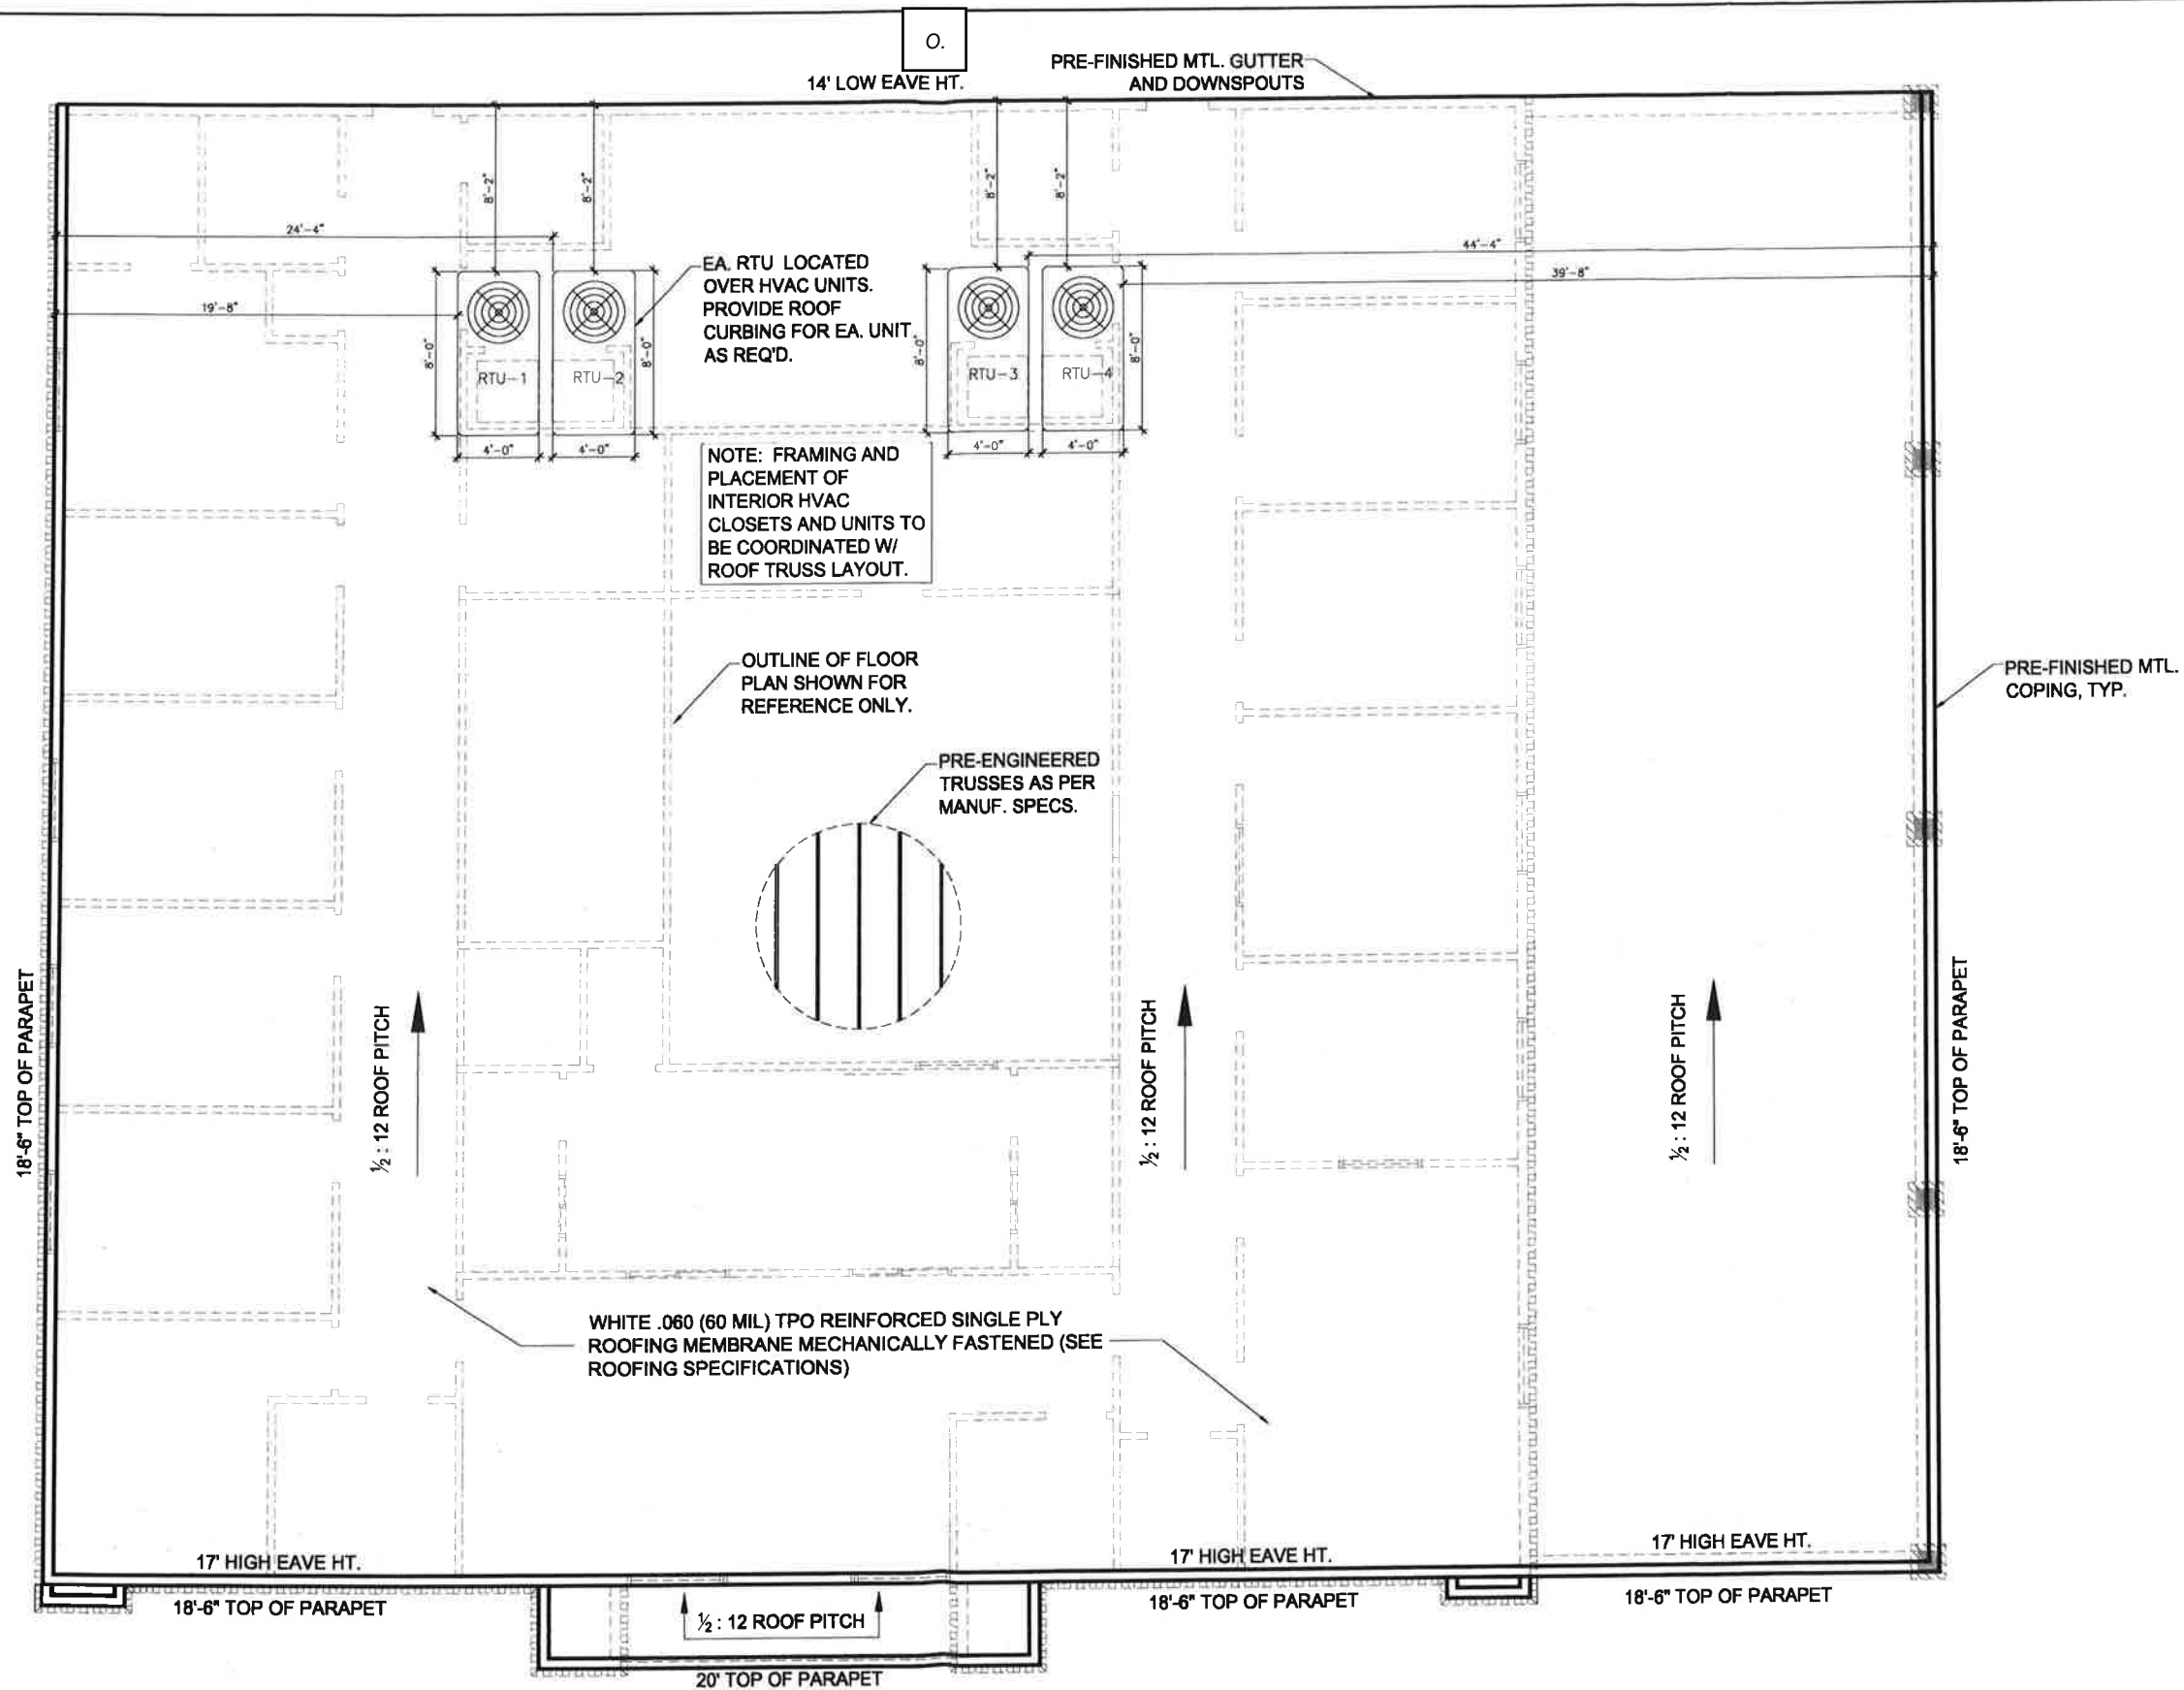 O.
14' LOW EAVE HT.
PRE-FINISHED MTL. GUTTER
AND DOWNSPOUTS
8'-2"
8'-2"
8'-2"
8'-2"
24'-4"
44'-4"
39'-8"
19'-8"
EA. RTU LOCATED
OVER HVAC UNITS.
PROVIDE ROOF
CURBING FOR EA. UNIT
AS REQ'D.
8'-0"
8'-0"
8'-0"
8'-0"
RTU-1
RTU-2
RTU-3
RTU-4
4'-0"
4'-0"
4'-0"
4'-0"
NOTE: FRAMING AND
PLACEMENT OF
INTERIOR HVAC
CLOSETS AND UNITS TO
BE COORDINATED W/
ROOF TRUSS LAYOUT.
OUTLINE OF FLOOR
PLAN SHOWN FOR
REFERENCE ONLY.
PRE-FINISHED MTL.
COPING, TYP.
PRE-ENGINEERED
TRUSSES AS PER
MANUF. SPECS.
18'-6" TOP OF PARAPET
½ : 12 ROOF PITCH
½ : 12 ROOF PITCH
½ : 12 ROOF PITCH
18'-6" TOP OF PARAPET
WHITE .060 (60 MIL) TPO REINFORCED SINGLE PLY
ROOFING MEMBRANE MECHANICALLY FASTENED (SEE
ROOFING SPECIFICATIONS)
17' HIGH EAVE HT.
17' HIGH EAVE HT.
17' HIGH EAVE HT.
18'-6" TOP OF PARAPET
½ : 12 ROOF PITCH
18'-6" TOP OF PARAPET
18'-6" TOP OF PARAPET
20' TOP OF PARAPET